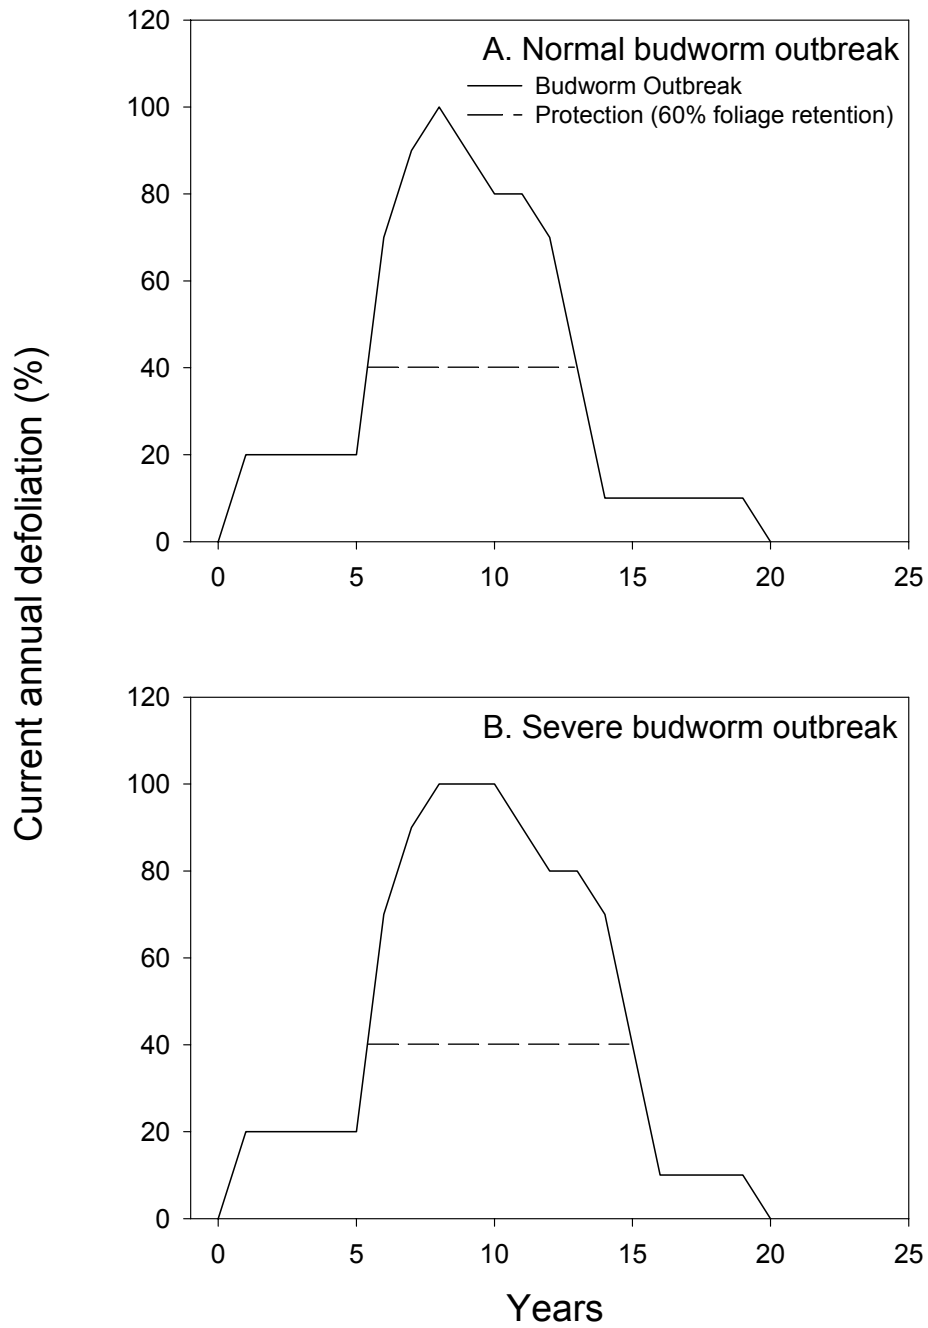 A. Normal budworm outbreak
Budworm Outbreak
Protection (60% foliage retention)
120
100
80
60
40
20
0
0 5 10 15 20 25
Current annual defoliation (%)
B. Severe budworm outbreak
120
100
80
60
40
20
0
0 5 10 15 20 25
Years